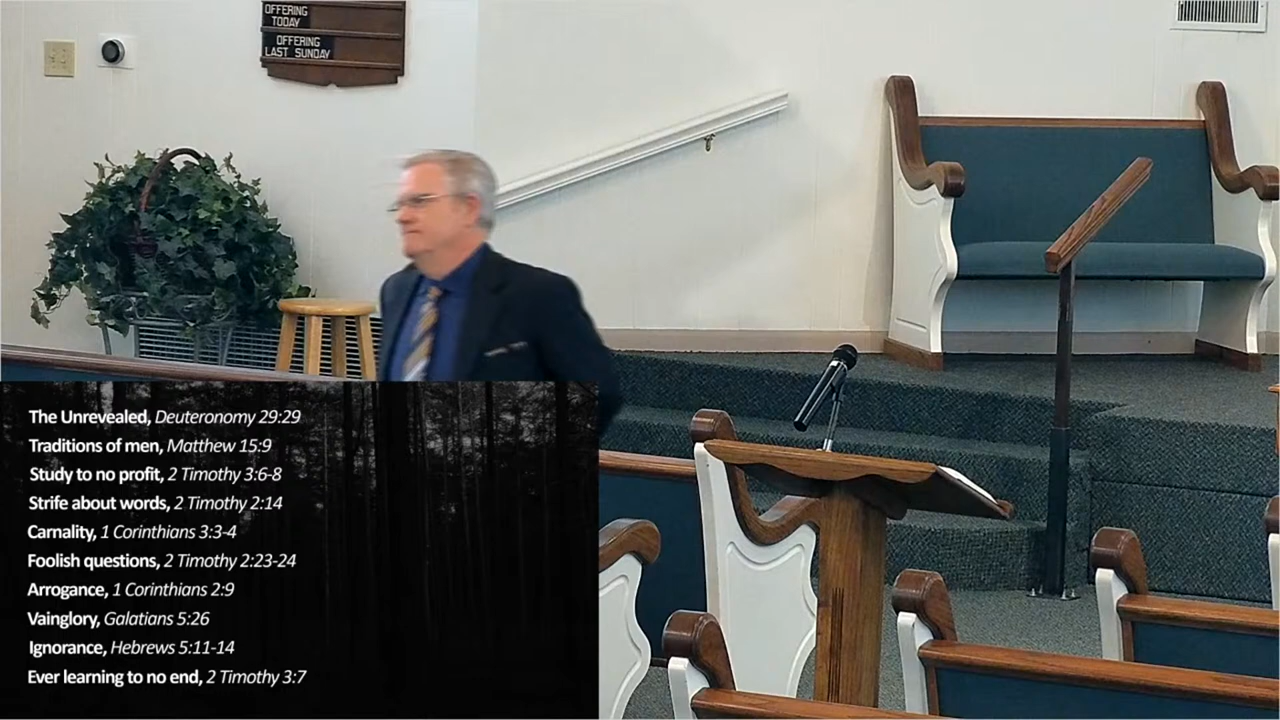 OFFERING
TODAY
OFFERING
LAST SUNDAY
The Unrevealed, Deuteronomy 29:29
Traditions of men, Matthew 15:9
Study to no profit, 2 Timothy 3:6-8
Strife about words, 2 Timothy 2:14
Carnality, 1 Corinthians 3:3-4
Foolish questions, 2 Timothy 2:23-24
Arrogance, 1 Corinthians 2:9
Vainglory, Galatians 5:26
Ignorance, Hebrews 5:11-14
Ever learning to no end, 2 Timothy 3:7